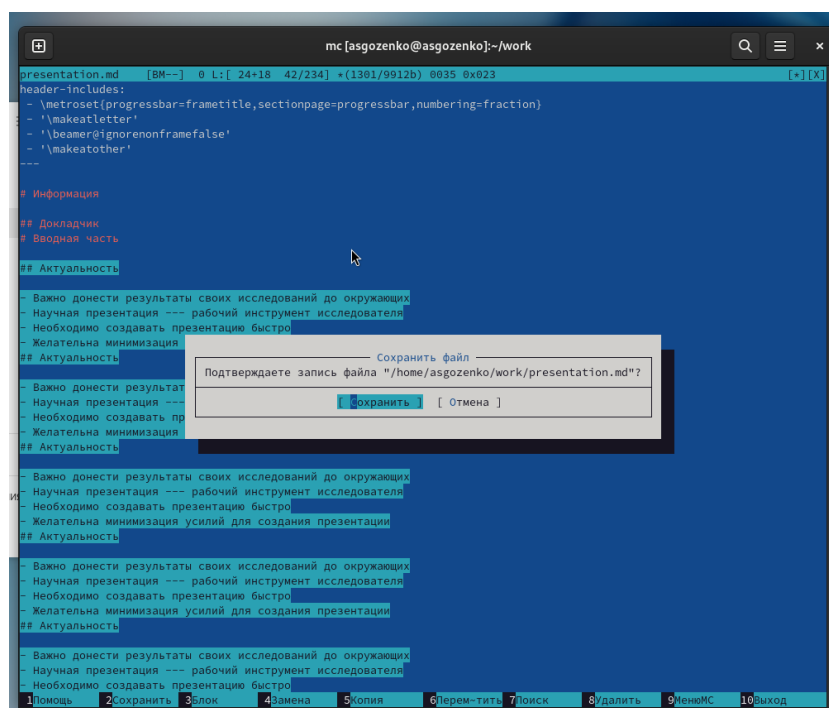 mc [asgozenko@asgozenko]:~/work
presentation.md [BM--] 0 L:[ 24+18 42/234] *(1301/9912b) 0035 0x023 [*][X]
header-includes:
- \metroset{progressbar=frametitle,sectionpage=progressbar,numbering=fraction}
- '\makeatletter'
- '\beamer@ignorenonframefalse'
- '\makeatother'
---
# Информация
## Докладчик
# Вводная часть
## Актуальность
- Важно донести результаты своих исследований до окружающих
- Научная презентация --- рабочий инструмент исследователя
- Необходимо создавать презентацию быстро
- Желательна минимизация
## Актуальность
Сохранить файл
Подтверждаете запись файла "/home/asgozenko/work/presentation.md"?
[ Сохранить ] [ Отмена ]
- Важно донести результат
- Научная презентация ---
- Необходимо создавать пр
- Желательна минимизация
## Актуальность
- Важно донести результаты своих исследований до окружающих
- Научная презентация --- рабочий инструмент исследователя
- Необходимо создавать презентацию быстро
- Желательна минимизация усилий для создания презентации
## Актуальность
- Важно донести результаты своих исследований до окружающих
- Научная презентация --- рабочий инструмент исследователя
- Необходимо создавать презентацию быстро
- Желательна минимизация усилий для создания презентации
## Актуальность
- Важно донести результаты своих исследований до окружающих
- Научная презентация --- рабочий инструмент исследователя
- Необходимо создавать презентацию быстро
1Помощь 2Сохранить 3Блок 4Замена 5Копия 6Перем~тить 7Поиск 8Удалить 9МенюMC 10Выход